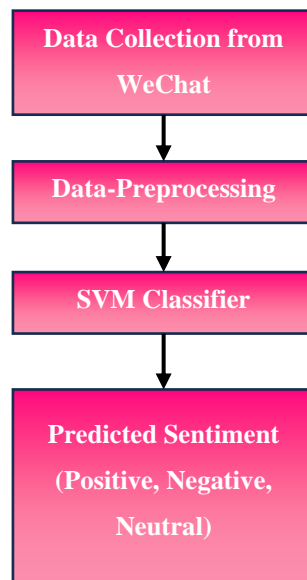 Data Collection from
WeChat
Data-Preprocessing
SVM Classifier
Predicted Sentiment
(Positive, Negative,
Neutral)